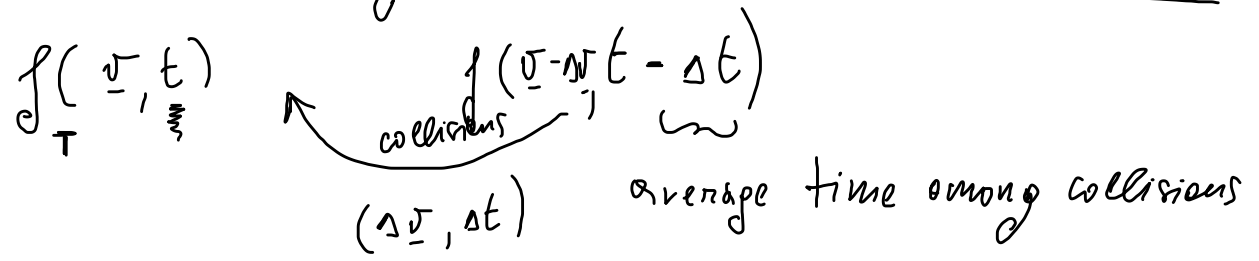 f_T(v, t) f(v-Δv, t - Δt)
collisions
(Δv, Δt) average time among collisions